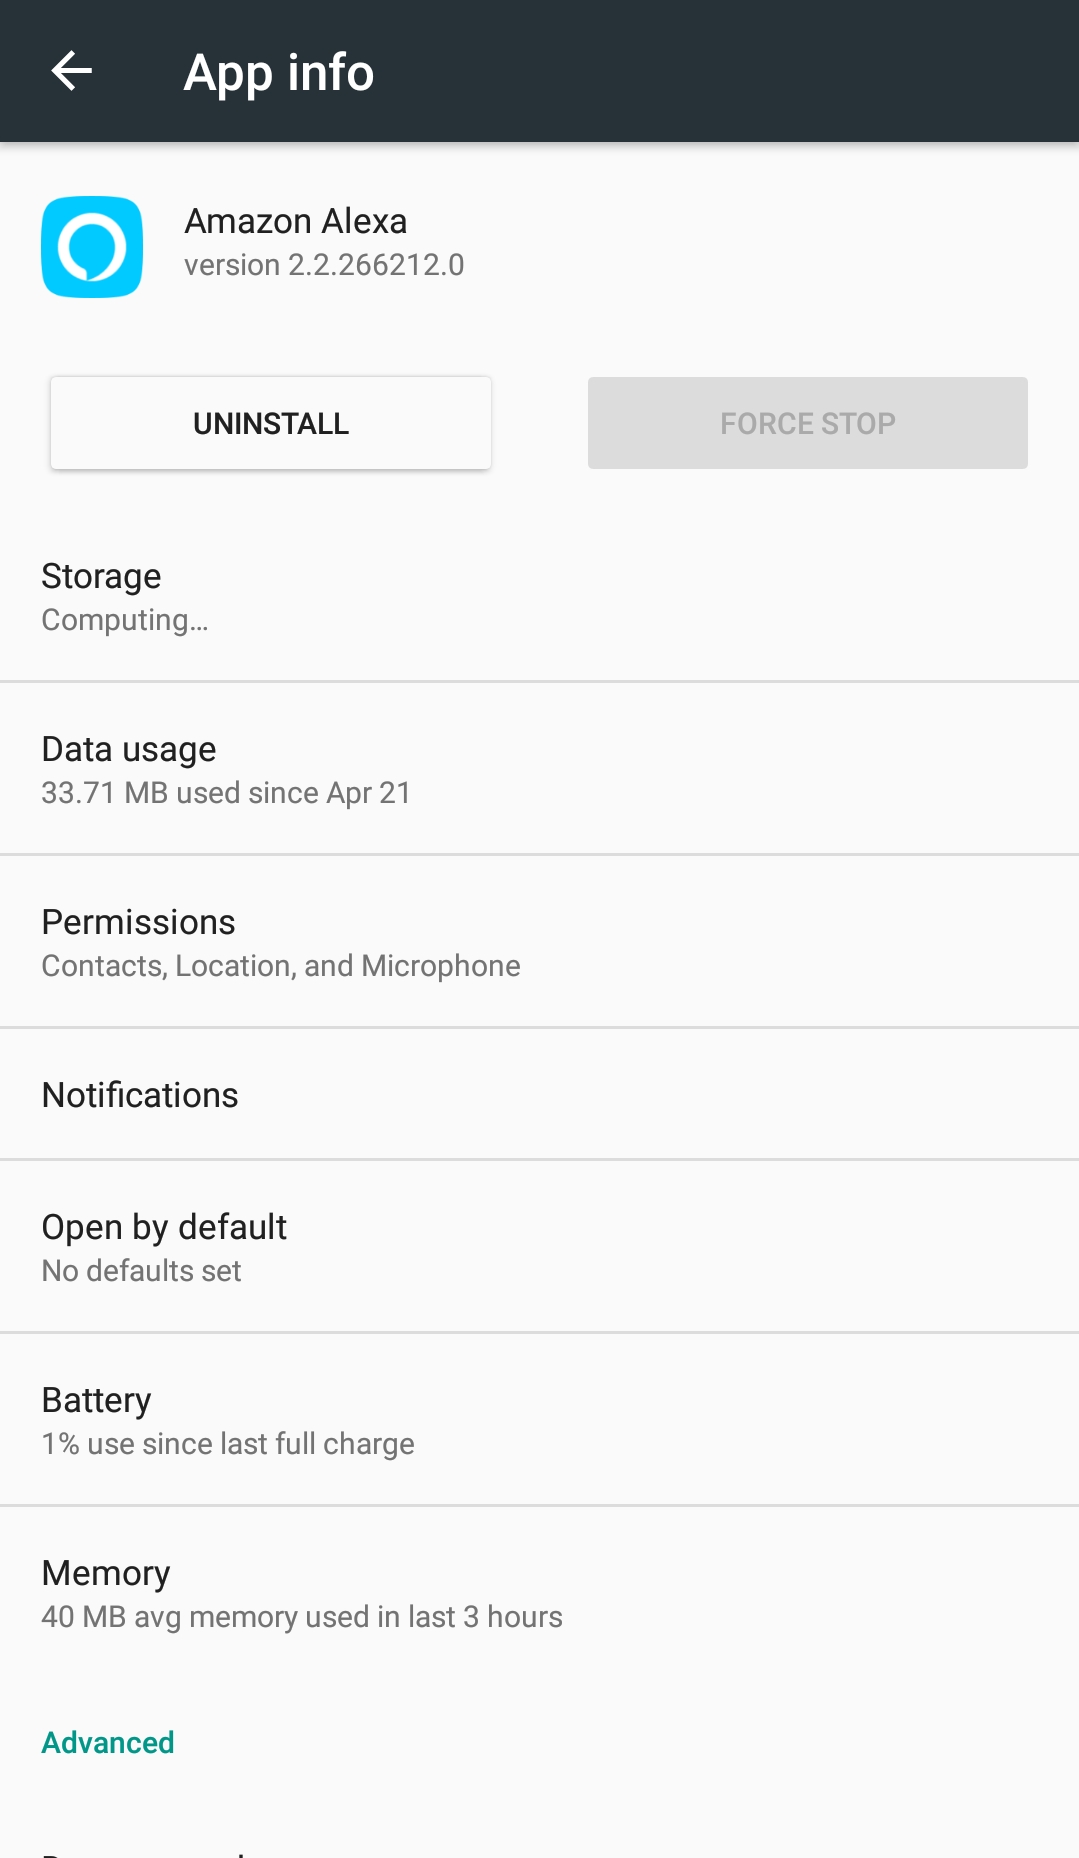 App info
Amazon Alexa
version 2.2.266212.0
UNINSTALL
FORCE STOP
Storage
Computing…
Data usage
33.71 MB used since Apr 21
Permissions
Contacts, Location, and Microphone
Notifications
Open by default
No defaults set
Battery
1% use since last full charge
Memory
40 MB avg memory used in last 3 hours
Advanced